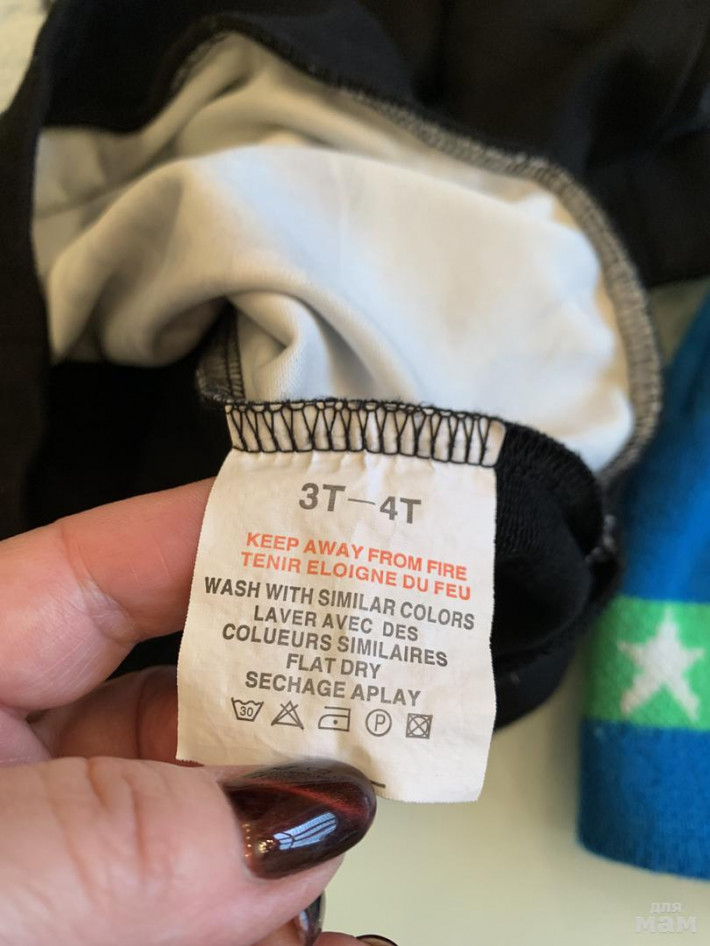 3T—4T
KEEP AWAY FROM FIRE
TENIR ELOIGNE DU FEU
WASH WITH SIMILAR COLORS
LAVER AVEC DES
COLUEURS SIMILAIRES
FLAT DRY
SECHAGE APLAY
30
P
для
мам